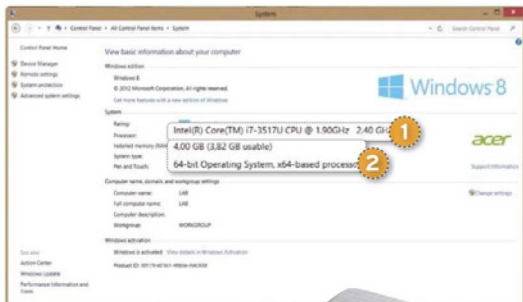 System
Control Panel › All Control Panel Items › System
Search Control Panel
Control Panel Home
Device Manager
Remote settings
System protection
Advanced system settings
View basic information about your computer
Windows edition
Windows 8
© 2012 Microsoft Corporation. All rights reserved.
Get more features with a new edition of Windows
Windows 8
System
Rating:
Processor:
Intel(R) Core(TM) i7-3517U CPU @ 1.90GHz 2.40
1
Installed memory
4,00 GB (3,82 GB usable)
System type:
64-bit Operating System, x64-based
2
Pen and Touch:
acer
Support Information
Computer name, domain, and workgroup settings
Computer name: LAB
Full computer name: LAB
Computer description:
Workgroup: WORKGROUP
Change settings
Windows activation
Windows is activated View details in Windows Activation
Product ID:
See also
Action Center
Windows Update
Performance Information and
Tools